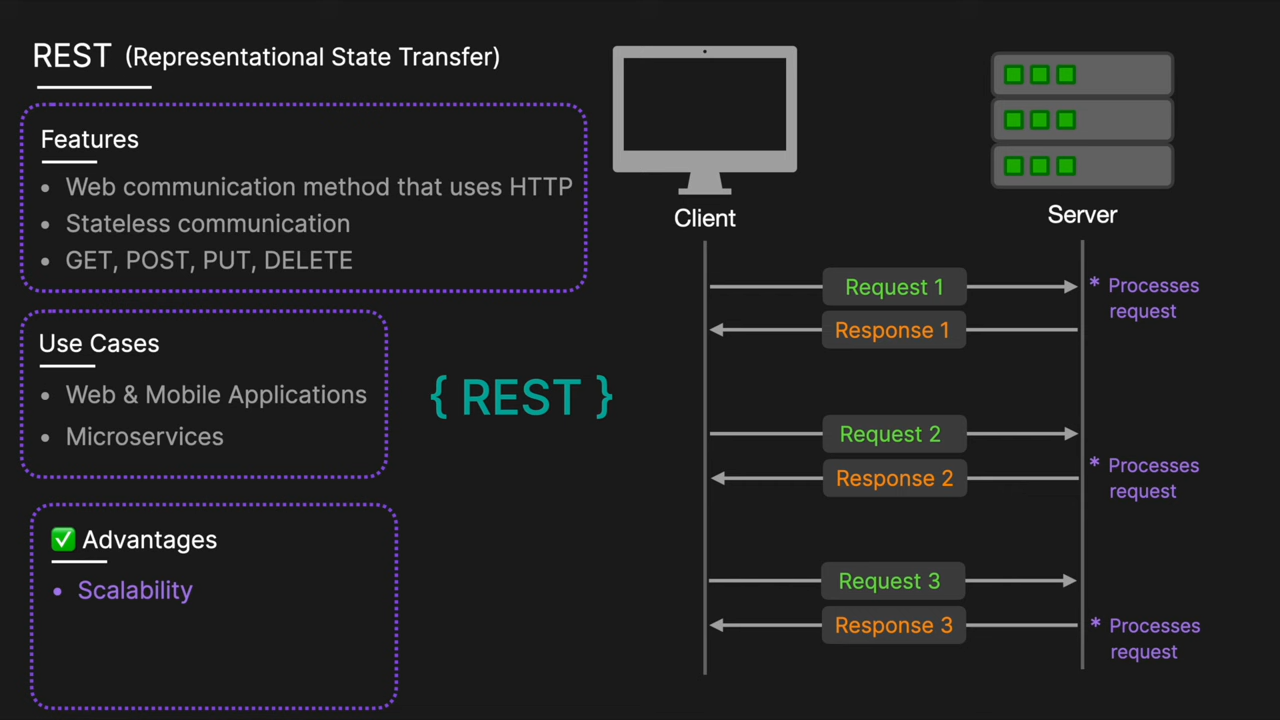 REST (Representational State Transfer)
Features
• Web communication method that uses HTTP
• Stateless communication
• GET, POST, PUT, DELETE
Use Cases
• Web & Mobile Applications
• Microservices
✅ Advantages
• Scalability
{ REST }
Client
Server
Request 1
* Processes
request
Response 1
Request 2
* Processes
request
Response 2
Request 3
Response 3
* Processes
request